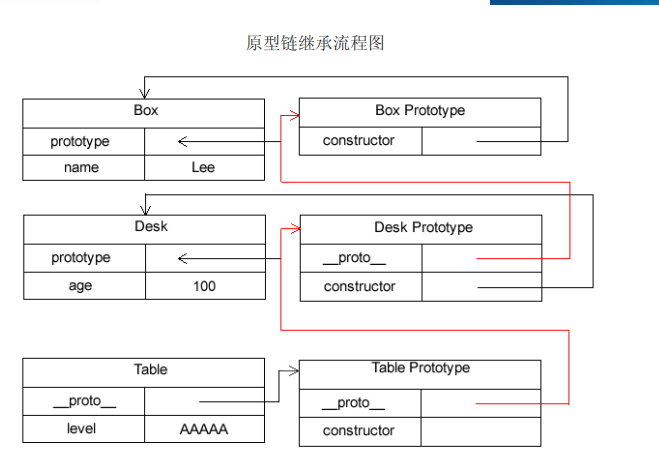 原型链继承流程图
Box
prototype
name Lee
Box Prototype
constructor
Desk
prototype
age 100
Desk Prototype
__proto__
constructor
Table
__proto__
level AAAAA
Table Prototype
__proto__
constructor